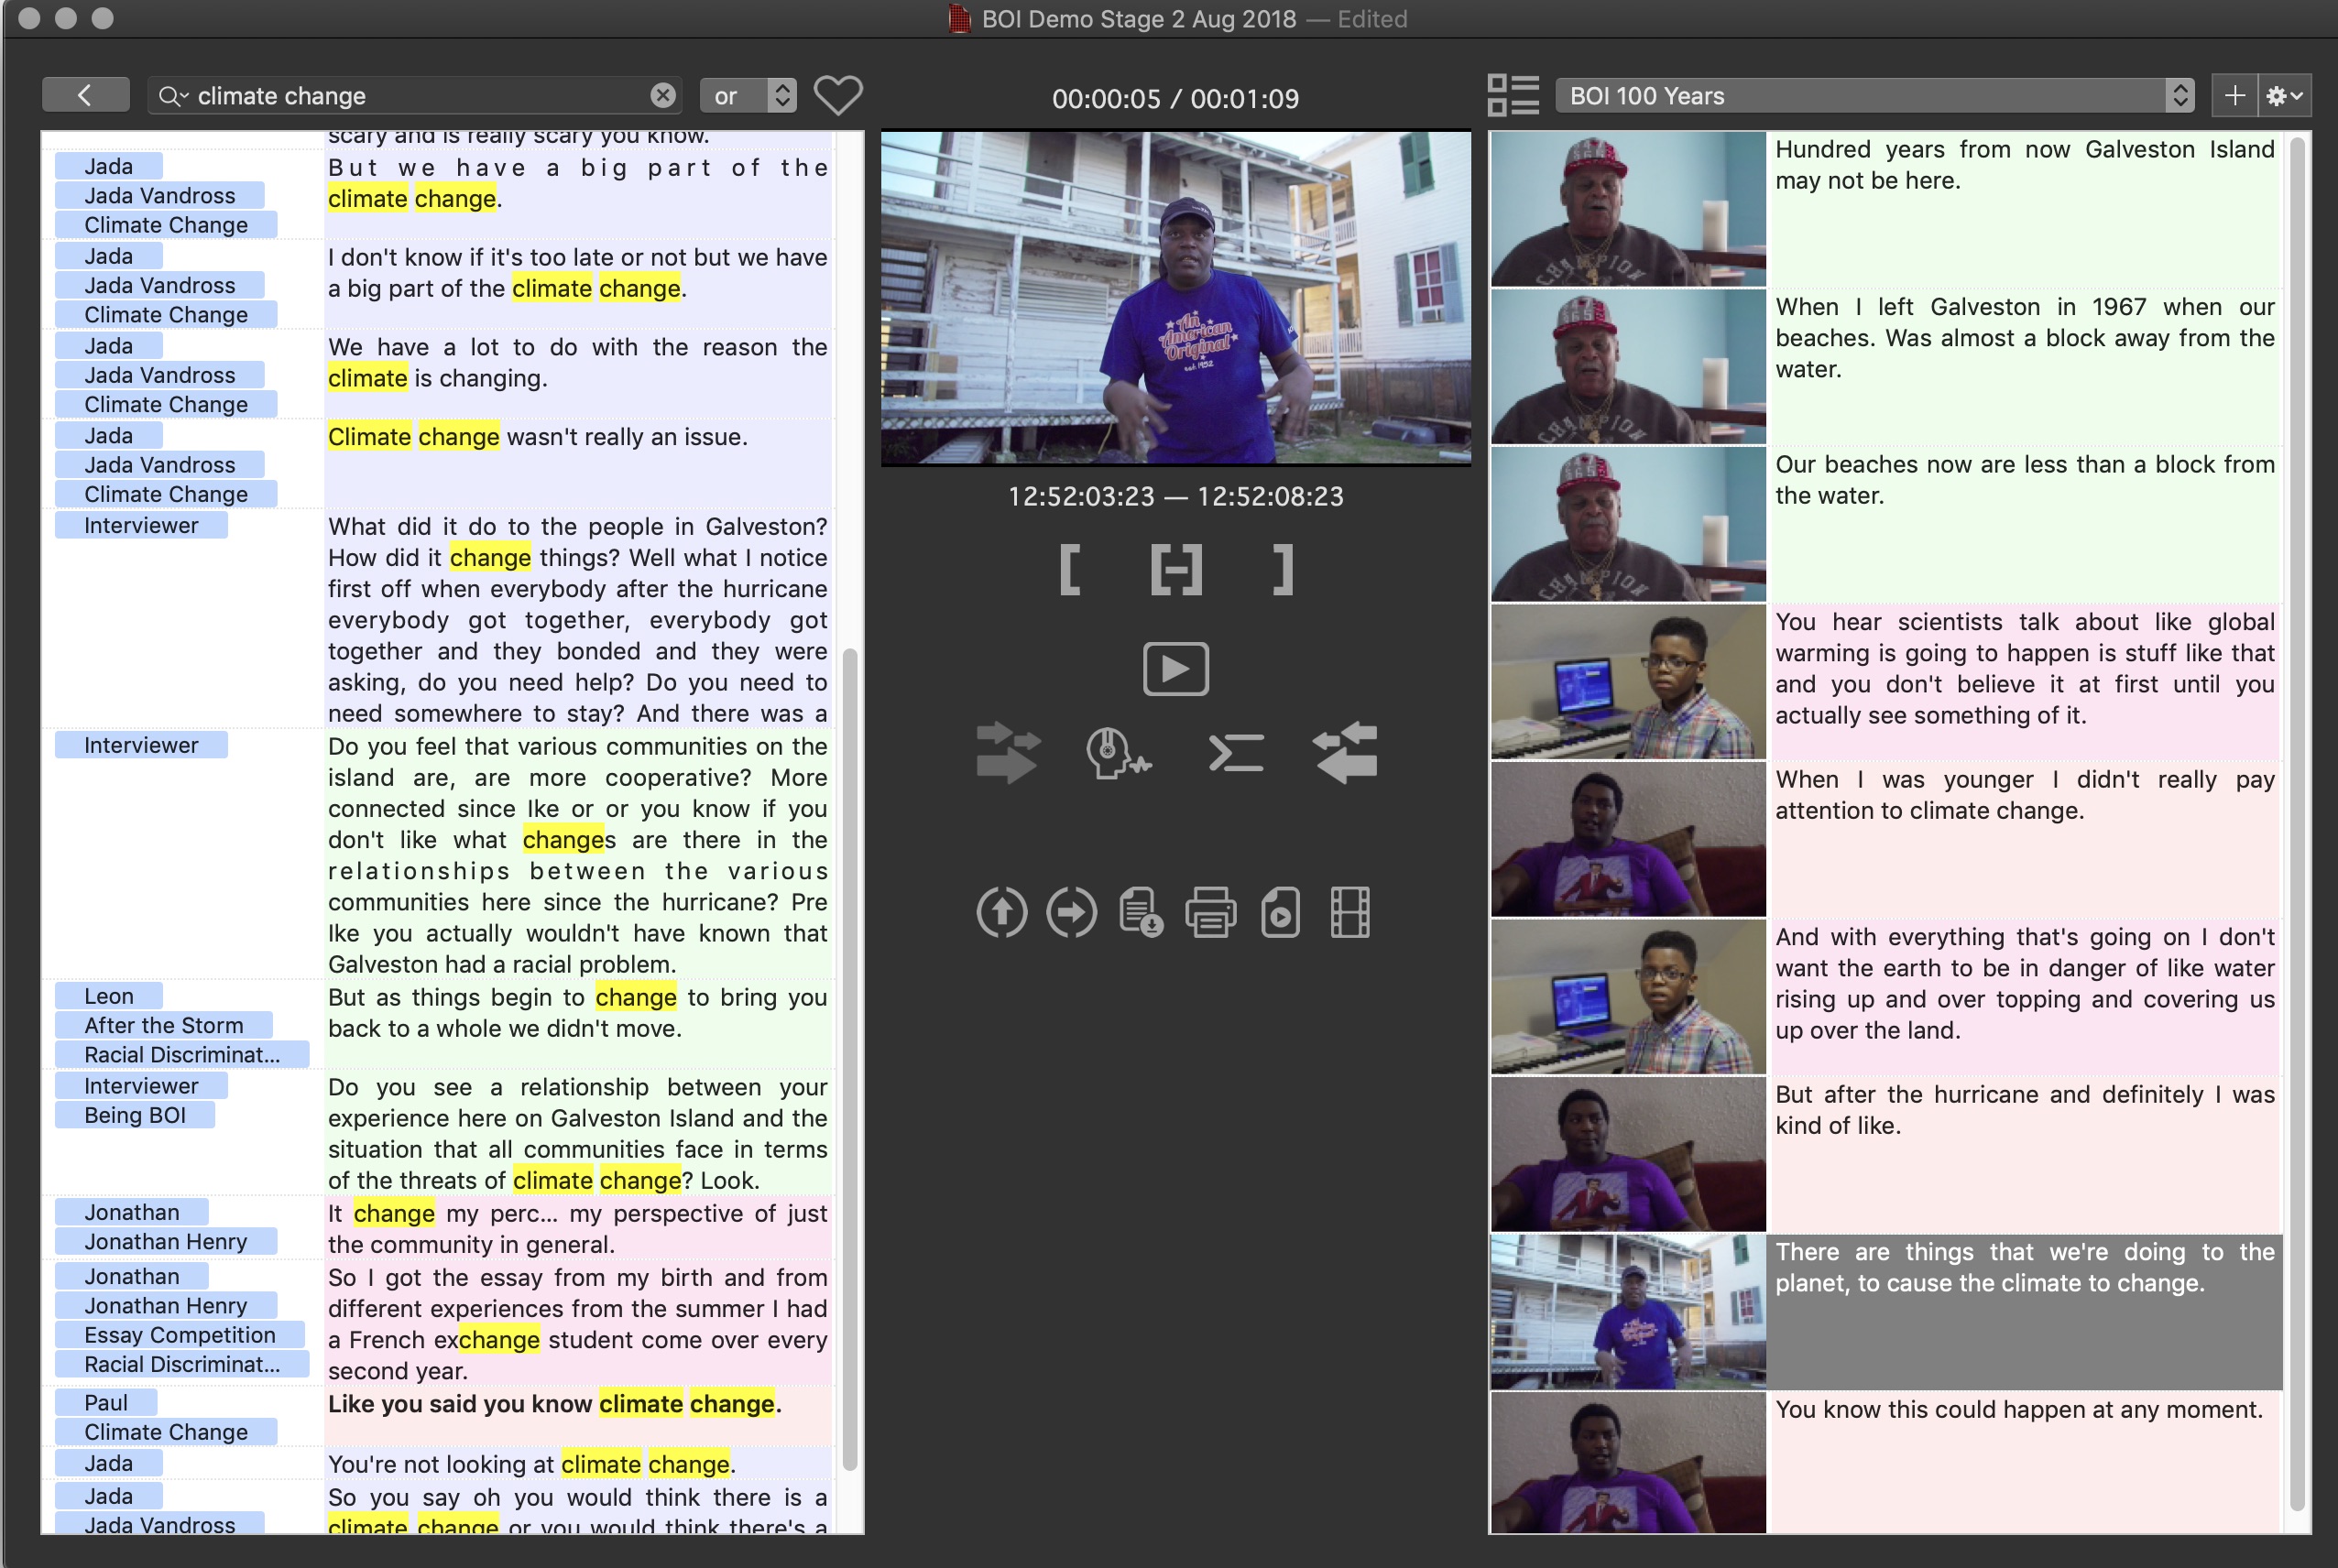 BOI Demo Stage 2 Aug 2018 — Edited
climate change
or
00:00:05 / 00:01:09
BOI 100 Years
scary and is really scary you know.
Jada
Jada Vandross
Climate Change
But we have a big part of the
climate change.
Jada
Jada Vandross
Climate Change
I don't know if it's too late or not but we have
a big part of the climate change.
Jada
Jada Vandross
Climate Change
We have a lot to do with the reason the
climate is changing.
Jada
Jada Vandross
Climate Change
Climate change wasn't really an issue.
Interviewer
What did it do to the people in Galveston?
How did it change things? Well what I notice
first off when everybody after the hurricane
everybody got together, everybody got
together and they bonded and they were
asking, do you need help? Do you need to
need somewhere to stay? And there was a
Interviewer
Do you feel that various communities on the
island are, are more cooperative? More
connected since Ike or or you know if you
don't like what changes are there in the
relationships between the various
communities here since the hurricane? Pre
Ike you actually wouldn't have known that
Galveston had a racial problem.
Leon
After the Storm
Racial Discriminat...
But as things begin to change to bring you
back to a whole we didn't move.
Interviewer
Being BOI
Do you see a relationship between your
experience here on Galveston Island and the
situation that all communities face in terms
of the threats of climate change? Look.
Jonathan
Jonathan Henry
It change my perc... my perspective of just
the community in general.
Jonathan
Jonathan Henry
Essay Competition
Racial Discriminat...
So I got the essay from my birth and from
different experiences from the summer I had
a French exchange student come over every
second year.
Paul
Climate Change
Like you said you know climate change.
Jada
You're not looking at climate change.
Jada
Jada Vandross
So you say oh you would think there is a
climate change or you would think there's a
An
American
Original
est 1952
12:52:03:23 — 12:52:08:23
Hundred years from now Galveston Island
may not be here.
CHAMPION
When I left Galveston in 1967 when our
beaches. Was almost a block away from the
water.
CHAMPION
Our beaches now are less than a block from
the water.
CHAMPION
You hear scientists talk about like global
warming is going to happen is stuff like that
and you don't believe it at first until you
actually see something of it.
When I was younger I didn't really pay
attention to climate change.
And with everything that's going on I don't
want the earth to be in danger of like water
rising up and over topping and covering us
up over the land.
But after the hurricane and definitely I was
kind of like.
There are things that we're doing to the
planet, to cause the climate to change.
You know this could happen at any moment.